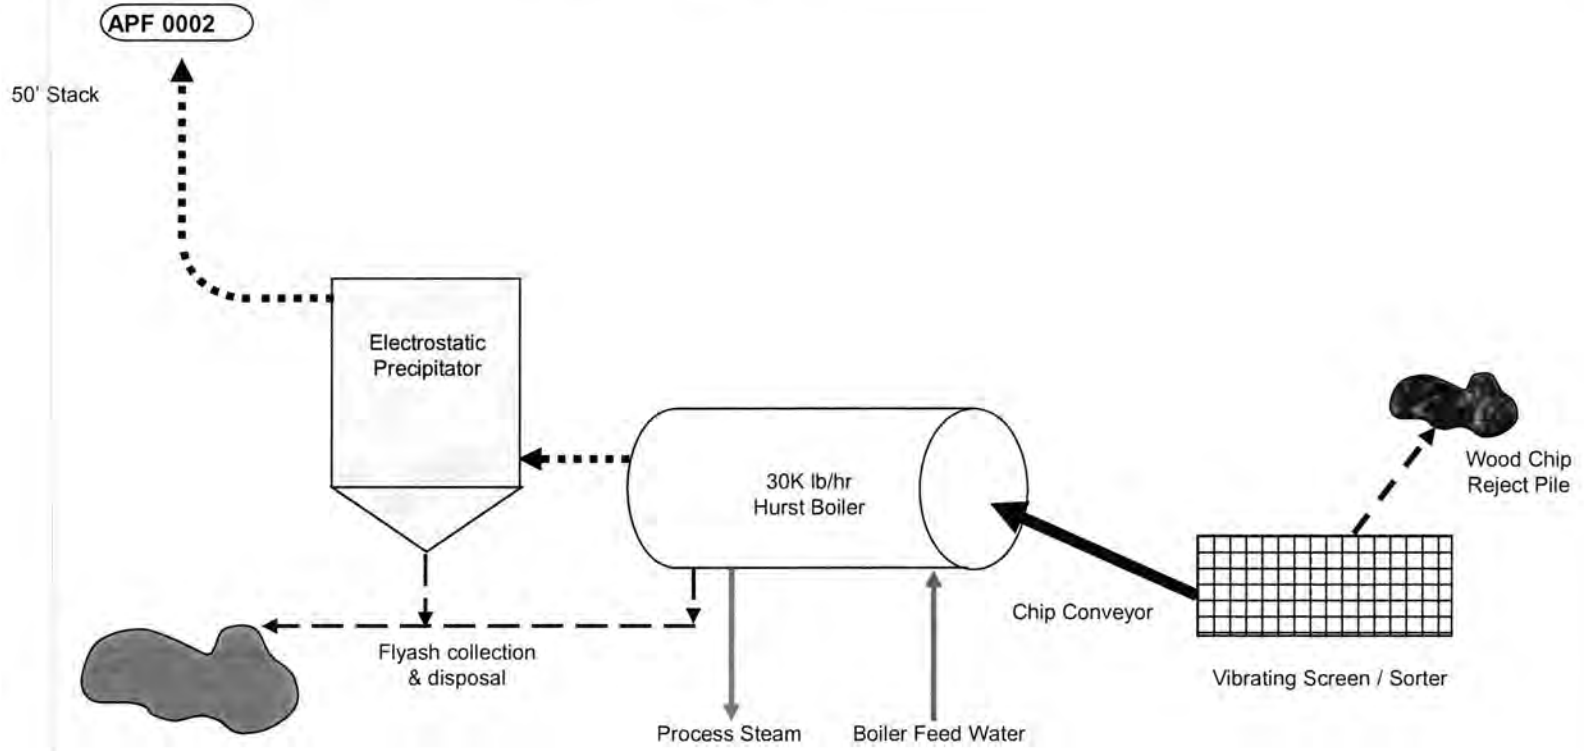 APF 0002
50' Stack
Electrostatic
Precipitator
30K lb/hr
Hurst Boiler
Wood Chip
Reject Pile
Chip Conveyor
Flyash collection
& disposal
Vibrating Screen / Sorter
Process Steam
Boiler Feed Water